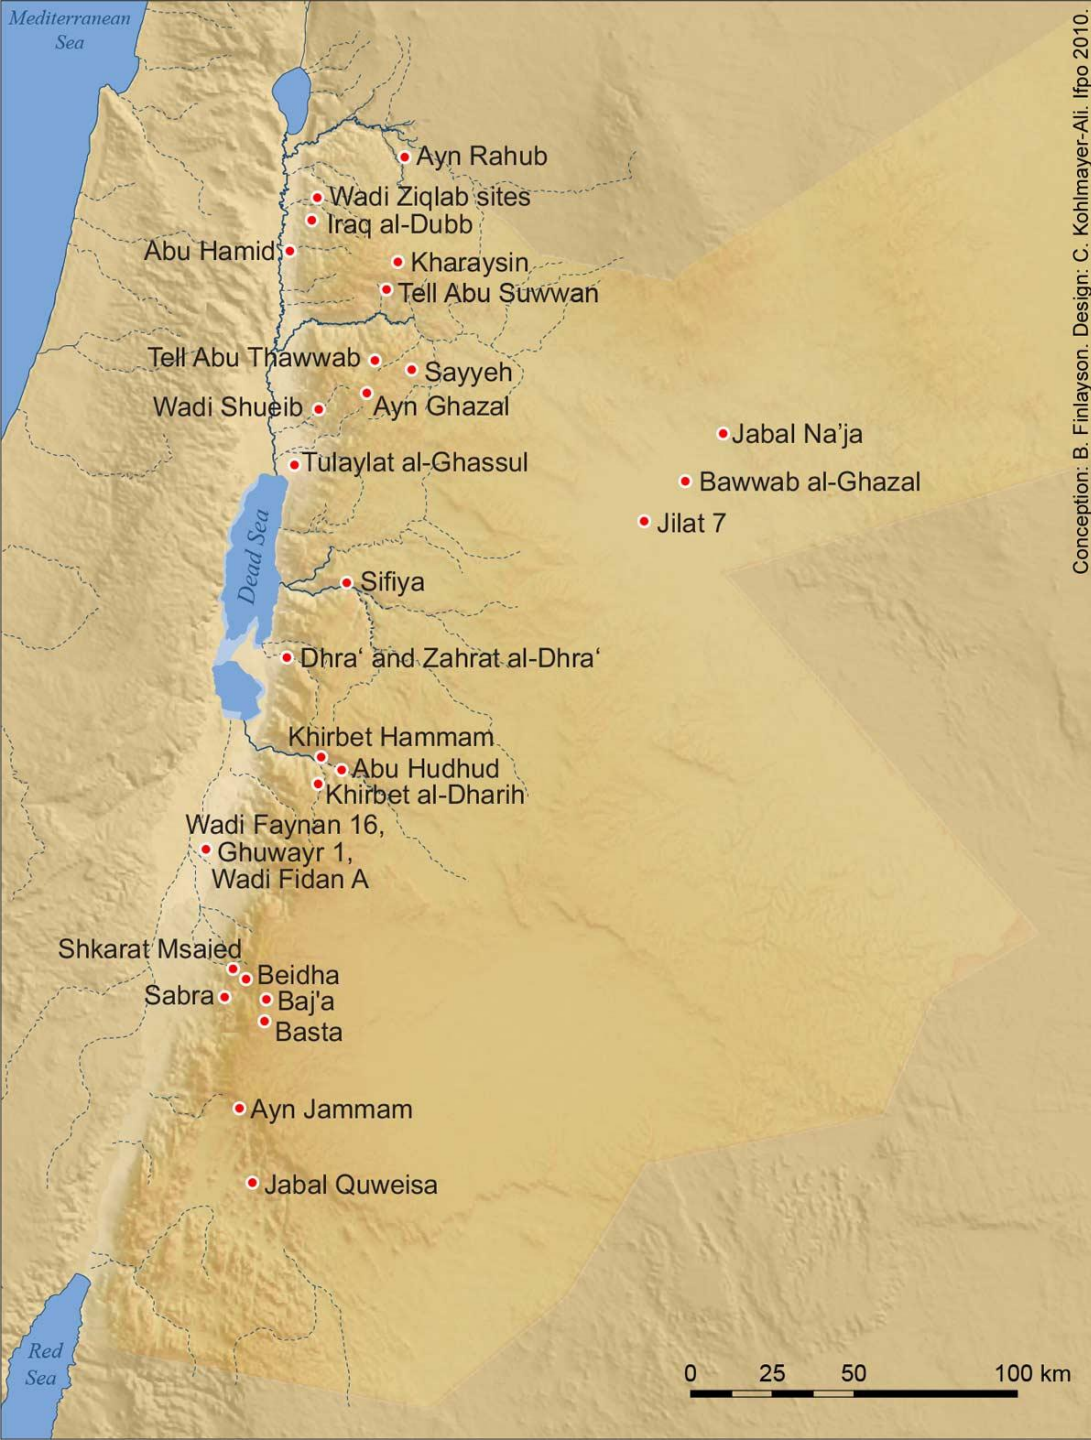 Mediterranean
Sea
Ayn Rahub
Wadi Ziqlab sites
Iraq al-Dubb
Abu Hamid
Kharaysin
Tell Abu Suwwan
Tell Abu Thawwab
Sayyeh
Wadi Shueib
Ayn Ghazal
Jabal Na’ja
Tulaylat al-Ghassul
Bawwab al-Ghazal
Jilat 7
Dead Sea
Sifiya
Dhra‘ and Zahrat al-Dhra‘
Khirbet Hammam
Abu Hudhud
Khirbet al-Dharih
Wadi Faynan 16,
Ghuwayr 1,
Wadi Fidan A
Shkarat Msaied
Beidha
Sabra
Baj'a
Basta
Ayn Jammam
Jabal Quweisa
Red
Sea
0 25 50 100 km
Conception: B. Finlayson. Design: C. Kohlmayer-Ali. Ifpo 2010.